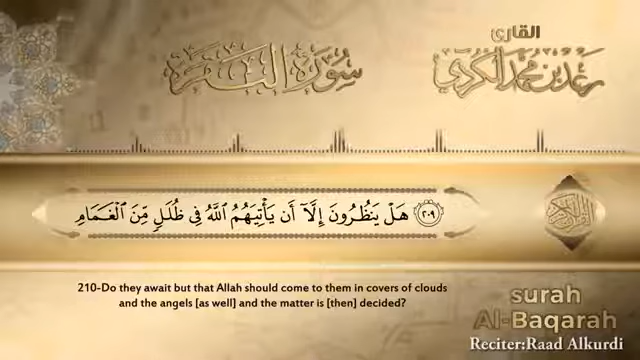 القارئ
رعد بن محمد الكردي
سورة البقرة
٢٠٩ هَلْ يَنظُرُونَ إِلَّآ أَن يَأْتِيَهُمُ ٱللَّهُ فِى ظُلَلٍ مِّنَ ٱلْغَمَامِ
210-Do they await but that Allah should come to them in covers of clouds
and the angels [as well] and the matter is [then] decided?
surah
Al-Baqarah
Reciter:Raad Alkurdi